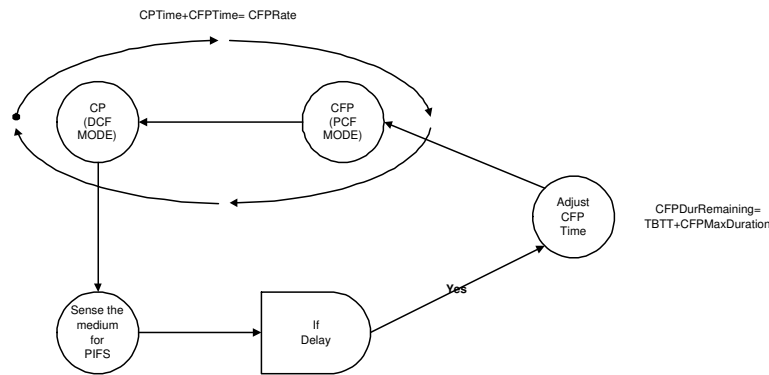 CPTime+CFPTime= CFPRate
CP
(DCF
MODE)
CFP
(PCF
MODE)
Adjust
CFP
Time
CFPDurRemaining=
TBTT+CFPMaxDuration
Yes
Sense the
medium
for
PIFS
If
Delay